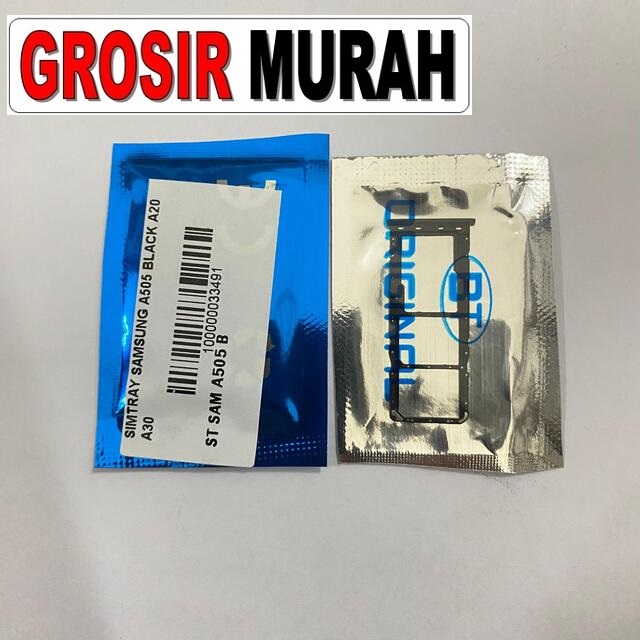 GROSIR MURAH
SIMTRAY SAMSUNG A505 BLACK A20
A30
100000033491
ST SAM A505 B
BT
ORIGINAL